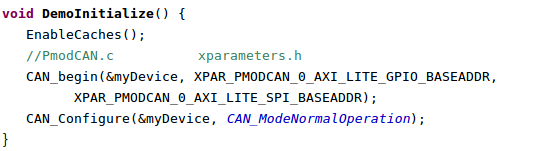 void DemoInitialize() {
EnableCaches();
//PmodCAN.c xparameters.h
CAN_begin(&myDevice, XPAR_PMODCAN_0_AXI_LITE_GPIO_BASEADDR,
XPAR_PMODCAN_0_AXI_LITE_SPI_BASEADDR);
CAN_Configure(&myDevice, CAN_ModeNormalOperation);
}